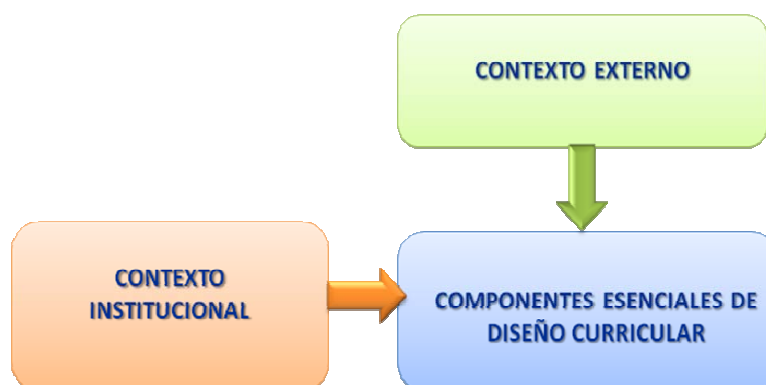 CONTEXTO EXTERNO
CONTEXTO
INSTITUCIONAL
COMPONENTES ESENCIALES DE
DISEÑO CURRICULAR